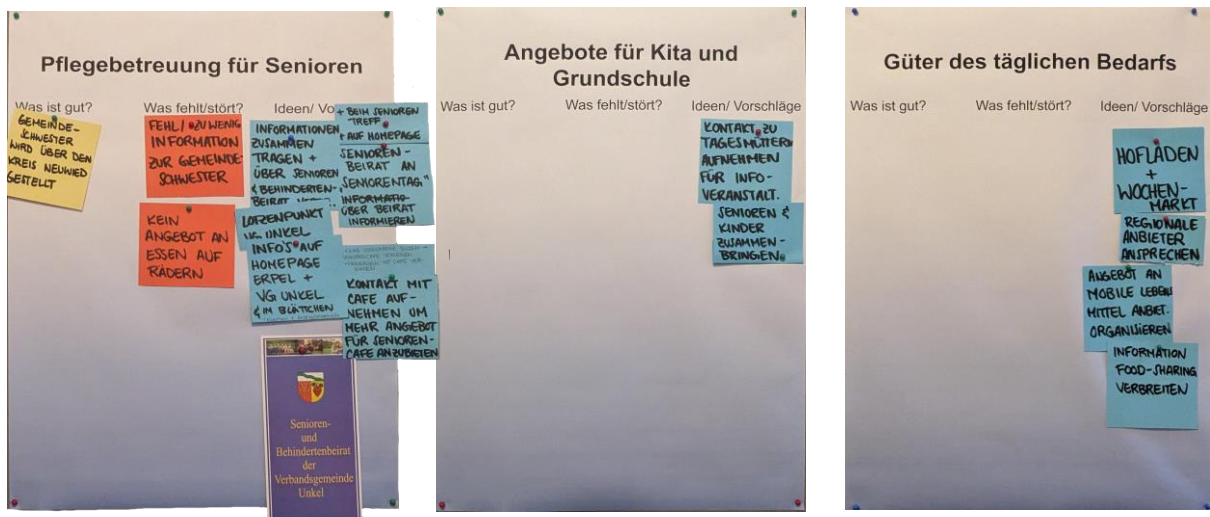 Pflegebetreuung für Senioren
Was ist gut?
Was fehlt/stört?
Ideen/ Vo
GEMEINDE-
SCHWESTER
WIRD ÜBER DEN
KREIS NEUWIED
GESTELLT
FEHL/ ZU WENIG
INFORMATION
ZUR GEMEINDE-
SCHWESTER
KEIN
ANGEBOT AN
ESSEN AUF
RÄDERN
INFORMATIONEN
ZUSAMMEN
TRAGEN +
ÜBER SENIOREN
& BEHINDERTEN-
BEIRAT
LOTZENPUNKT
VG UNKEL
INFO'S AUF
HOMEPAGE
ERPEL +
VG UNKEL
& IM BLÄTTCHEN
+ BEIM SENIOREN
TREFF
+ AUF HOMEPAGE
SENIOREN-
BEIRAT AN
"SENIORENTAG"
INFORMATIO
ÜBER BEIRAT
INFORMIEREN
KONTAKT MIT
CAFE AUF-
NEHMEN UM
MEHR ANGEBOT
FÜR SENIOREN-
CAFE ANZUBIETEN
Senioren-
und
Behindertenbeirat
der
Verbandsgemeinde
Unkel
Angebote für Kita und
Grundschule
Was ist gut?
Was fehlt/stört?
Ideen/ Vorschläge
KONTAKT ZU
TAGESMÜTTERN
AUFNEHMEN
FÜR INFO-
VERANSTALT.
SENIOREN &
KINDER
ZUSAMMEN-
BRINGEN
Güter des täglichen Bedarfs
Was ist gut?
Was fehlt/stört?
Ideen/ Vorschläge
HOFLÄDEN
+
WOCHEN-
MARKT
REGIONALE
ANBIETER
ANSPRECHEN
ANGEBOT AN
MOBILE LEBENS
MITTEL ANBIET.
ORGANISIEREN
INFORMATION
FOOD-SHARING
VERBREITEN